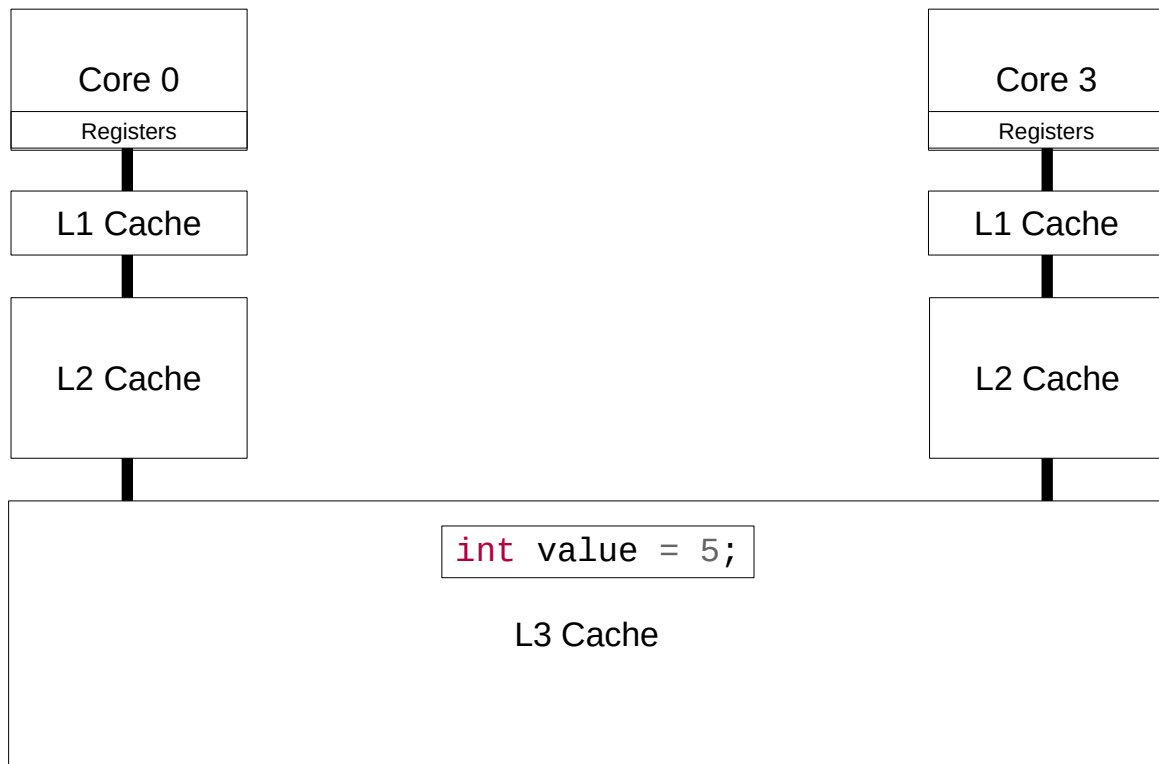 Core 0
Core 3
Registers
Registers
L1 Cache
L1 Cache
L2 Cache
L2 Cache
int value = 5;
L3 Cache